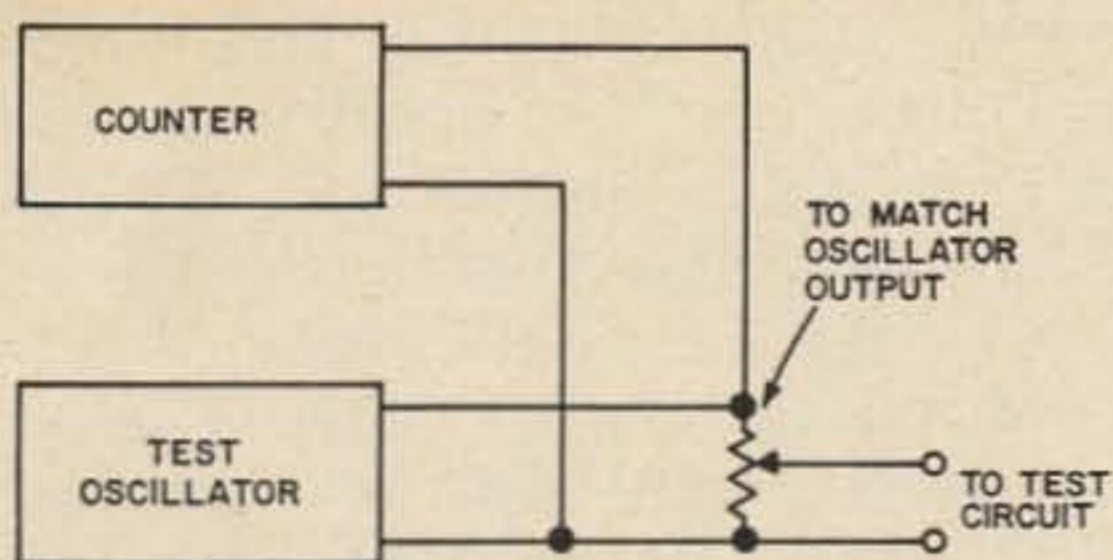 COUNTER
TO MATCH
OSCILLATOR
OUTPUT
TEST
OSCILLATOR
TO TEST
CIRCUIT